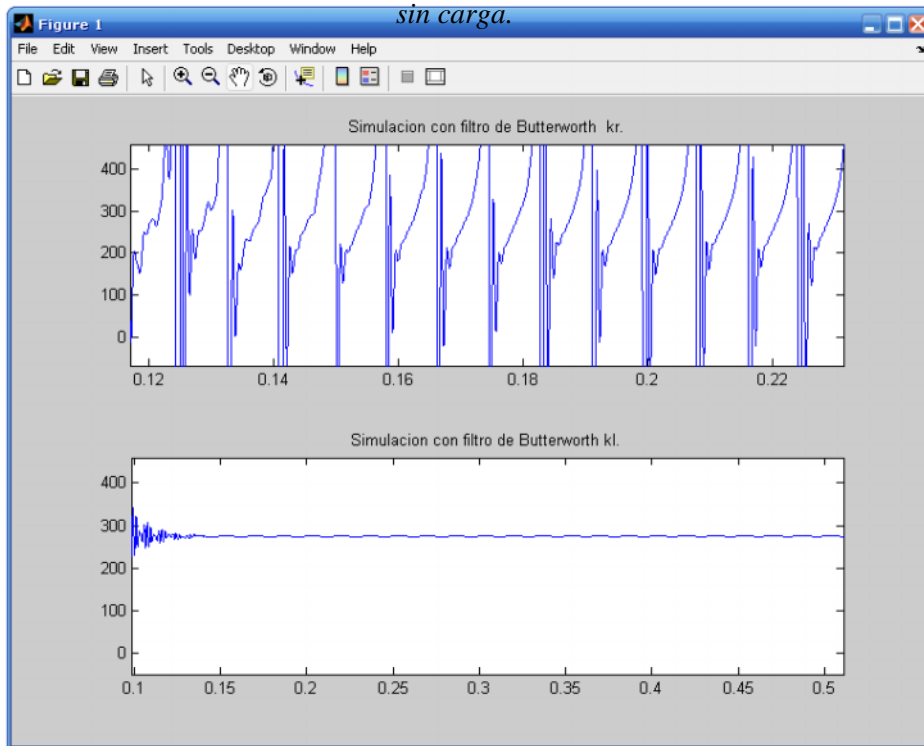 sin carga.
Figure 1
File Edit View Insert Tools Desktop Window Help
Simulacion con filtro de Butterworth kr.
400
300
200
100
0
0.12 0.14 0.16 0.18 0.2 0.22
Simulacion con filtro de Butterworth kl.
400
300
200
100
0
0.1 0.15 0.2 0.25 0.3 0.35 0.4 0.45 0.5